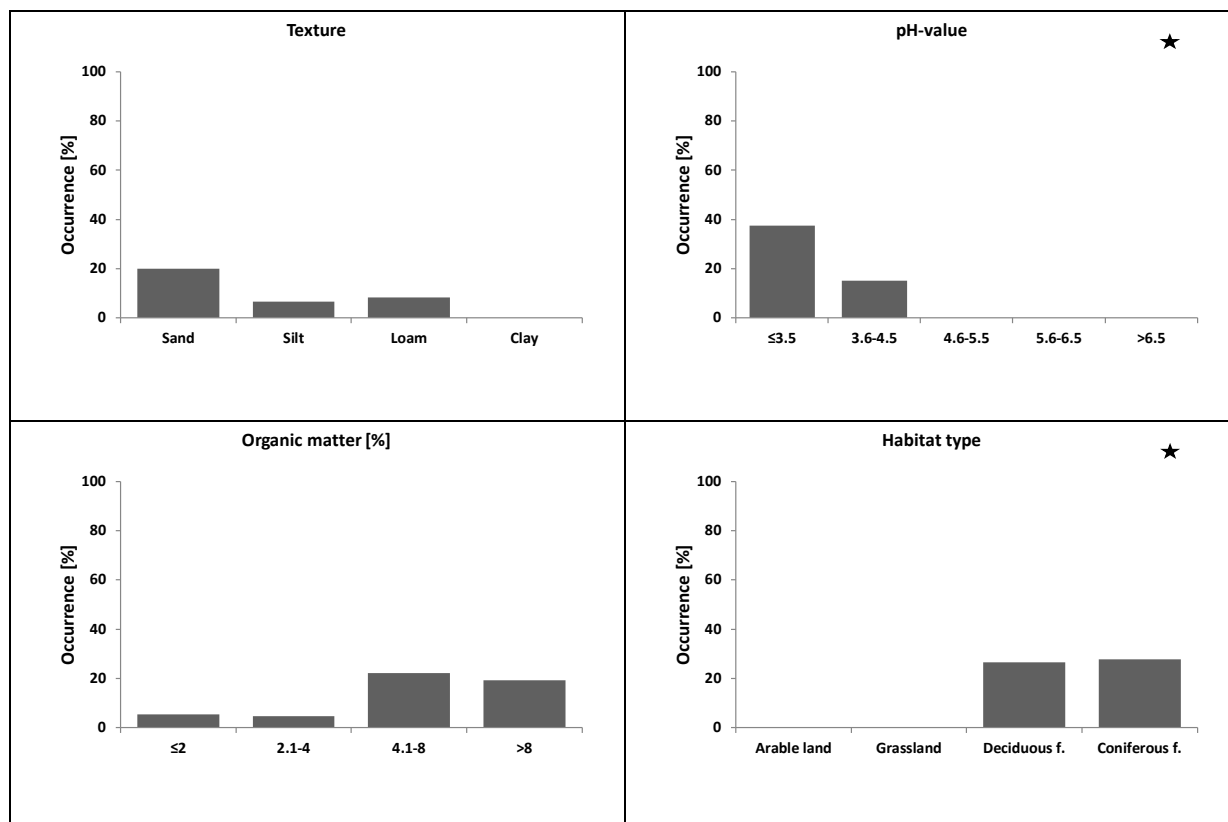 Texture
Occurrence [%]
100
80
60
40
20
0
Sand Silt Loam Clay
pH-value
★
Occurrence [%]
100
80
60
40
20
0
≤3.5 3.6-4.5 4.6-5.5 5.6-6.5 >6.5
Organic matter [%]
Occurrence [%]
100
80
60
40
20
0
≤2 2.1-4 4.1-8 >8
Habitat type
★
Occurrence [%]
100
80
60
40
20
0
Arable land Grassland Deciduous f. Coniferous f.